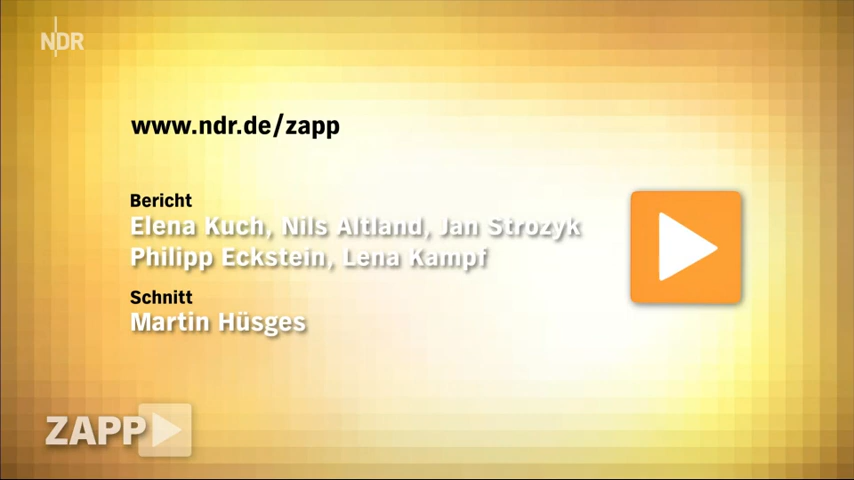 NDR
www.ndr.de/zapp
Bericht
Elena Kuch, Nils Altland, Jan Strozyk
Philipp Eckstein, Lena Kampf
Schnitt
Martin Hüsges
ZAPP